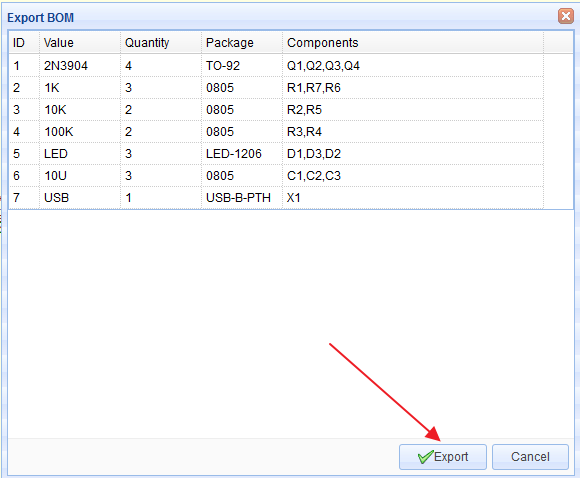 Export BOM
ID Value Quantity Package Components
1 2N3904 4 TO-92 Q1,Q2,Q3,Q4
2 1K 3 0805 R1,R7,R6
3 10K 2 0805 R2,R5
4 100K 2 0805 R3,R4
5 LED 3 LED-1206 D1,D3,D2
6 10U 3 0805 C1,C2,C3
7 USB 1 USB-B-PTH X1
Export Cancel